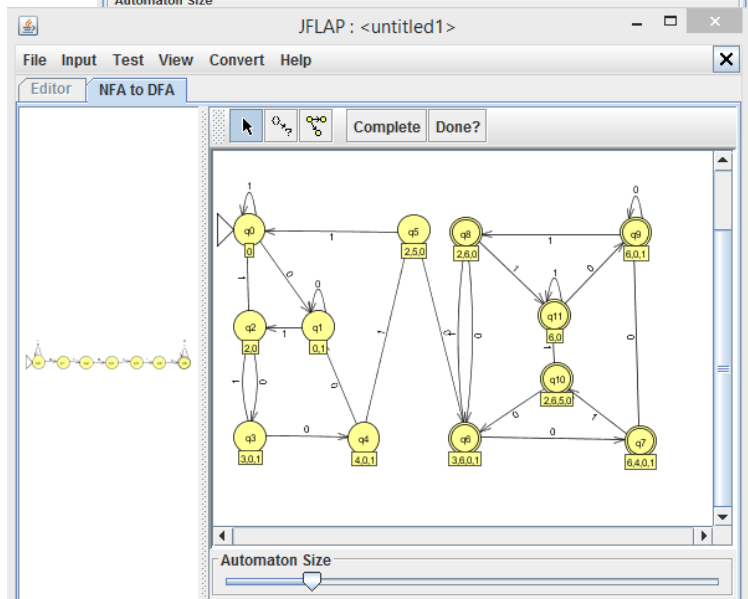 Automaton Size
JFLAP : <untitled1>
File Input Test View Convert Help
Editor NFA to DFA
Complete Done?
1
q0
0
1
q5
2,5,0
q8
2,6,0
1
0
q9
6,0,1
0
1
0
1
q11
6,0
0
1
q2
2,0
1
q1
0,1
0
1
0
1
0
1
0
q10
2,6,5,0
0
1
0
q3
3,0,1
0
q4
4,0,1
q6
3,6,0,1
0
q7
6,4,0,1
Automaton Size